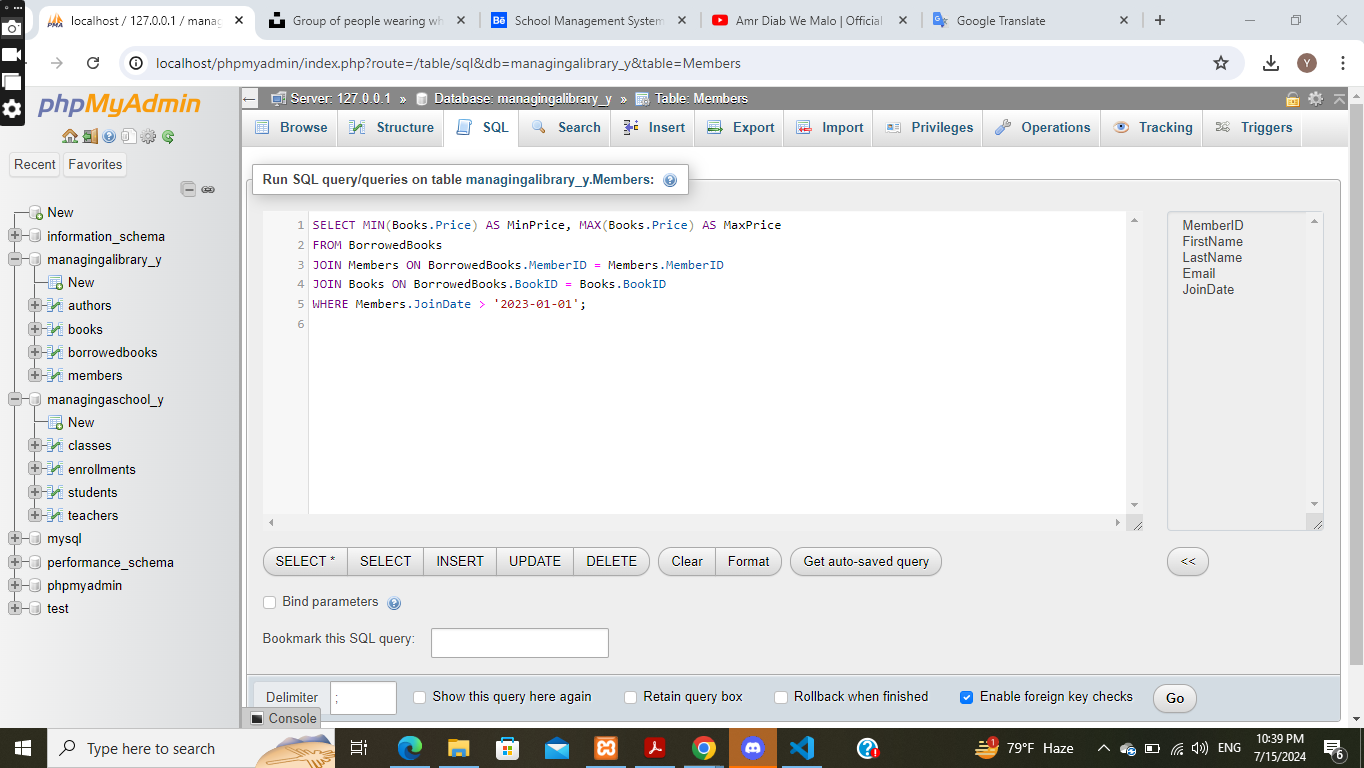 localhost / 127.0.0.1 / manag
Group of people wearing wh
School Management System
Amr Diab We Malo | Official
Google Translate
localhost/phpmyadmin/index.php?route=/table/sql&db=managingalibrary_y&table=Members
Y
phpMyAdmin
Recent
Favorites
New
information_schema
managingalibrary_y
New
authors
books
borrowedbooks
members
managingaschool_y
New
classes
enrollments
students
teachers
mysql
performance_schema
phpmyadmin
test
Server: 127.0.0.1 » Database: managingalibrary_y » Table: Members
Browse
Structure
SQL
Search
Insert
Export
Import
Privileges
Operations
Tracking
Triggers
Run SQL query/queries on table managingalibrary_y.Members:
1 SELECT MIN(Books.Price) AS MinPrice, MAX(Books.Price) AS MaxPrice
2 FROM BorrowedBooks
3 JOIN Members ON BorrowedBooks.MemberID = Members.MemberID
4 JOIN Books ON BorrowedBooks.BookID = Books.BookID
5 WHERE Members.JoinDate > '2023-01-01';
6
MemberID
FirstName
LastName
Email
JoinDate
SELECT *
SELECT
INSERT
UPDATE
DELETE
Clear
Format
Get auto-saved query
<<
Bind parameters
Bookmark this SQL query:
Delimiter
;
Show this query here again
Retain query box
Rollback when finished
Enable foreign key checks
Go
Console
Type here to search
1
79°F Haze
ENG
10:39 PM
7/15/2024
6